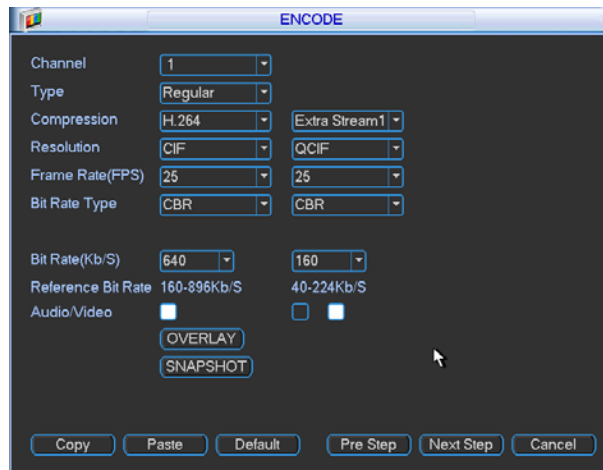 ENCODE
Channel 1
Type Regular
Compression H.264 Extra Stream1
Resolution CIF QCIF
Frame Rate(FPS) 25 25
Bit Rate Type CBR CBR
Bit Rate(Kb/S) 640 160
Reference Bit Rate 160-896Kb/S 40-224Kb/S
Audio/Video
OVERLAY
SNAPSHOT
Copy Paste Default Pre Step Next Step Cancel